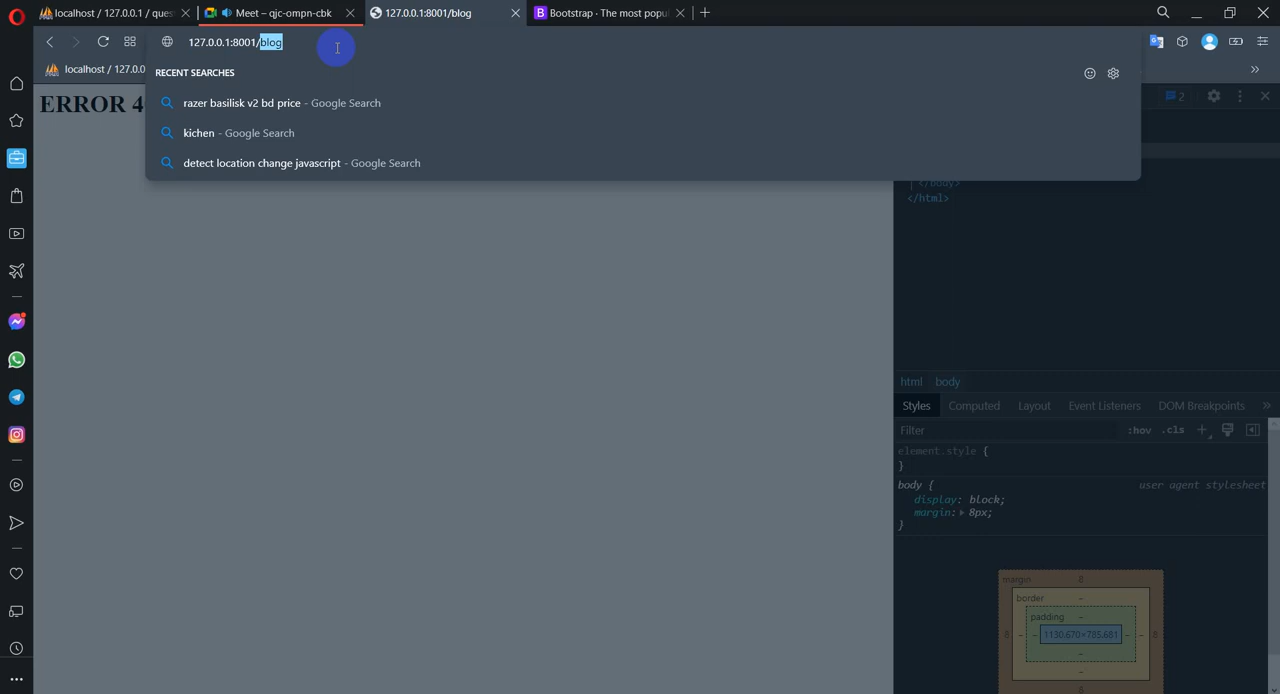 localhost / 127.0.0.1 / ques
Meet – qjc-ompn-cbk
127.0.0.1:8001/blog
Bootstrap · The most popul
127.0.0.1:8001/blog
localhost / 127.0.0
RECENT SEARCHES
razer basilisk v2 bd price - Google Search
kichen - Google Search
detect location change javascript - Google Search
ERROR 4
2
</body>
</html>
html body
Styles Computed Layout Event Listeners DOM Breakpoints
Filter :hov .cls
element.style {
}
body { user agent stylesheet
display: block;
margin: 8px;
}
margin 8
border –
padding –
8 – – 1130.670×785.681 – – 8
–
–
8